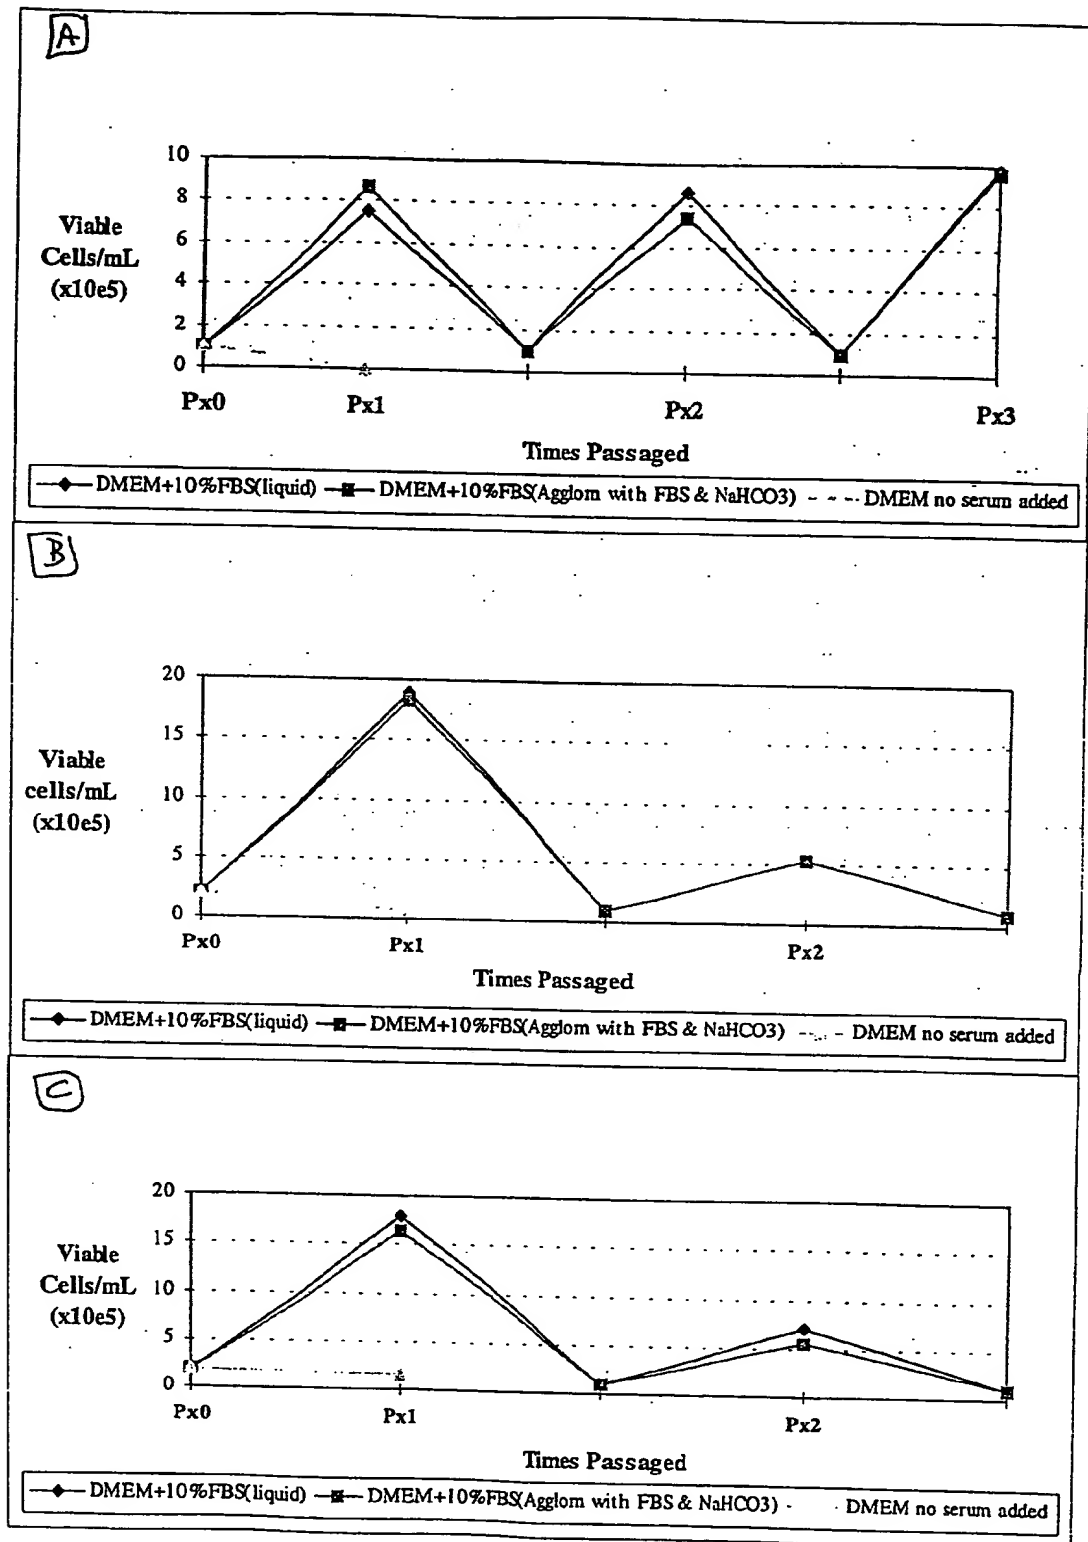 A
10
8
6
4
2
0
Viable
Cells/mL
(x10e5)
Px0 Px1 Px2 Px3
Times Passaged
DMEM+10%FBS(liquid) DMEM+10%FBS(Agglom with FBS & NaHCO3) DMEM no serum added
B
20
15
10
5
0
Viable
cells/mL
(x10e5)
Px0 Px1 Px2
Times Passaged
DMEM+10%FBS(liquid) DMEM+10%FBS(Agglom with FBS & NaHCO3) DMEM no serum added
C
20
15
10
5
0
Viable
Cells/mL
(x10e5)
Px0 Px1 Px2
Times Passaged
DMEM+10%FBS(liquid) DMEM+10%FBS(Agglom with FBS & NaHCO3) DMEM no serum added